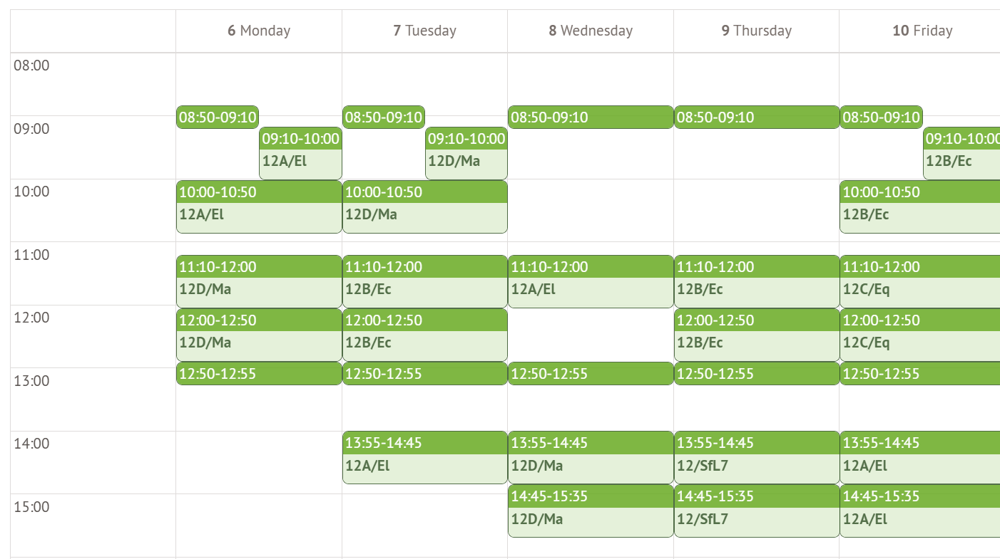 6 Monday 7 Tuesday 8 Wednesday 9 Thursday 10 Friday
08:00
08:50-09:10 08:50-09:10 08:50-09:10 08:50-09:10 08:50-09:10
09:00
09:10-10:00 09:10-10:00 09:10-10:00
12A/El 12D/Ma 12B/Ec
10:00
10:00-10:50 10:00-10:50 10:00-10:50
12A/El 12D/Ma 12B/Ec
11:00
11:10-12:00 11:10-12:00 11:10-12:00 11:10-12:00 11:10-12:00
12D/Ma 12B/Ec 12A/El 12B/Ec 12C/Eq
12:00
12:00-12:50 12:00-12:50 12:00-12:50 12:00-12:50
12D/Ma 12B/Ec 12B/Ec 12C/Eq
12:50-12:55 12:50-12:55 12:50-12:55 12:50-12:55 12:50-12:55
13:00
14:00
13:55-14:45 13:55-14:45 13:55-14:45 13:55-14:45
12A/El 12D/Ma 12/SfL7 12A/El
14:45-15:35 14:45-15:35 14:45-15:35
15:00
12D/Ma 12/SfL7 12A/El